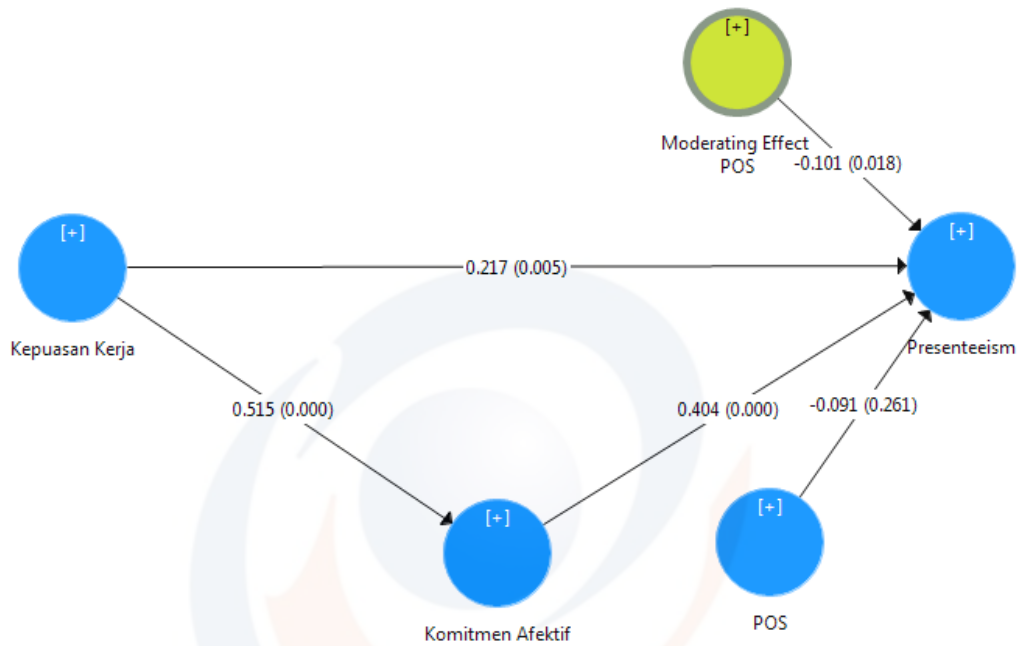 [+]
Moderating Effect
POS
-0.101 (0.018)
[+]
[+]
0.217 (0.005)
Kepuasan Kerja
Presenteeism
0.515 (0.000)
0.404 (0.000)
-0.091 (0.261)
[+]
[+]
POS
Komitmen Afektif